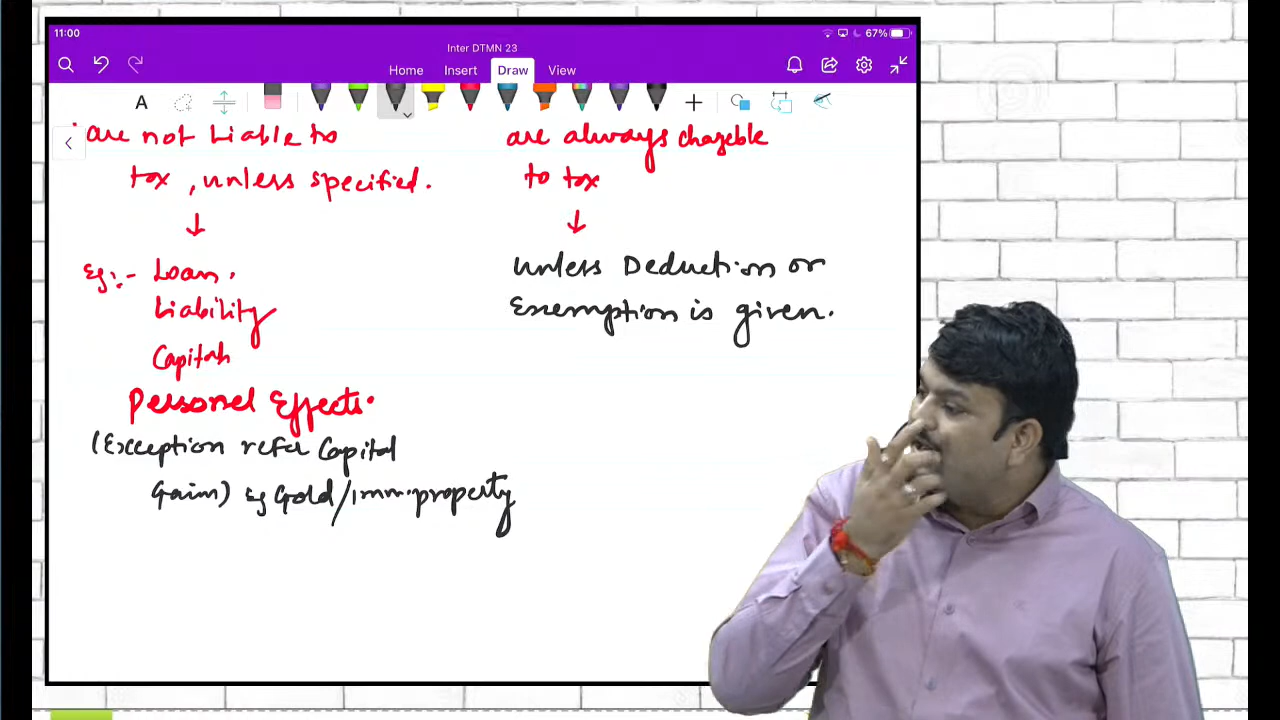 11:00
67%
Inter DTMN 23
Home Insert Draw View
A
are not Liable to
tax, unless specified.
↓
Eg:- Loan.
Liability
Capital
Personal Effects.
(Exception refer Capital
Gain) eg Gold/imm.property
are always chargeble
to tax
↓
Unless Deduction or
Exemption is given.